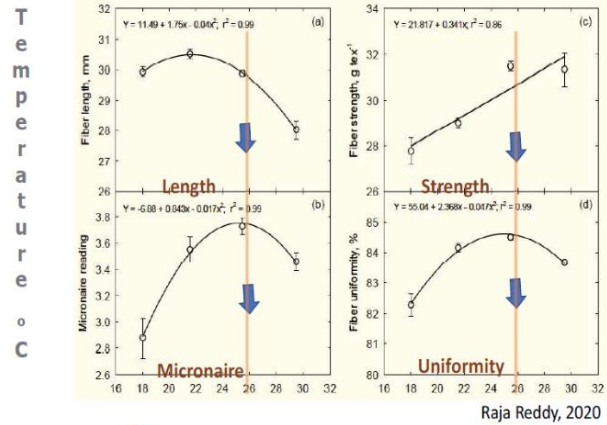 Temperature °C
Y = 11.49 + 1.75x - 0.04x², r² = 0.99
(a)
Fiber length, mm
32
31
30
29
28
27
26
Length
Y = 21.817 + 0.341x; r² = 0.86
(c)
Fiber strength, g tex⁻¹
34
32
30
28
26
Strength
Y = -6.88 + 0.843x - 0.017x²; r² = 0.99
(b)
Micronaire reading
3.8
3.6
3.4
3.2
3.0
2.8
2.6
Micronaire
16 18 20 22 24 26 28 30 32
Y = 55.04 + 2.368x - 0.047x²; r² = 0.99
(d)
Fiber uniformity, %
85
84
83
82
81
80
Uniformity
16 18 20 22 24 26 28 30 32
Raja Reddy, 2020